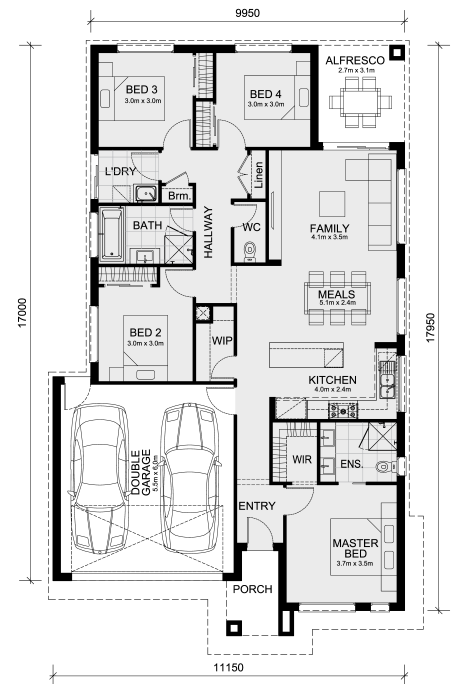 9950
ALFRESCO
2.7m x 3.1m
BED 3
3.0m x 3.0m
BED 4
3.0m x 3.0m
L'DRY
Brm.
Linen
BATH
HALLWAY
WC
FAMILY
4.1m x 3.5m
MEALS
5.1m x 2.4m
17000
17950
BED 2
3.0m x 3.0m
WIP
KITCHEN
4.0m x 2.4m
DOUBLE
GARAGE
5.5m x 6.0m
WIR
ENS.
ENTRY
MASTER
BED
3.7m x 3.5m
PORCH
11150